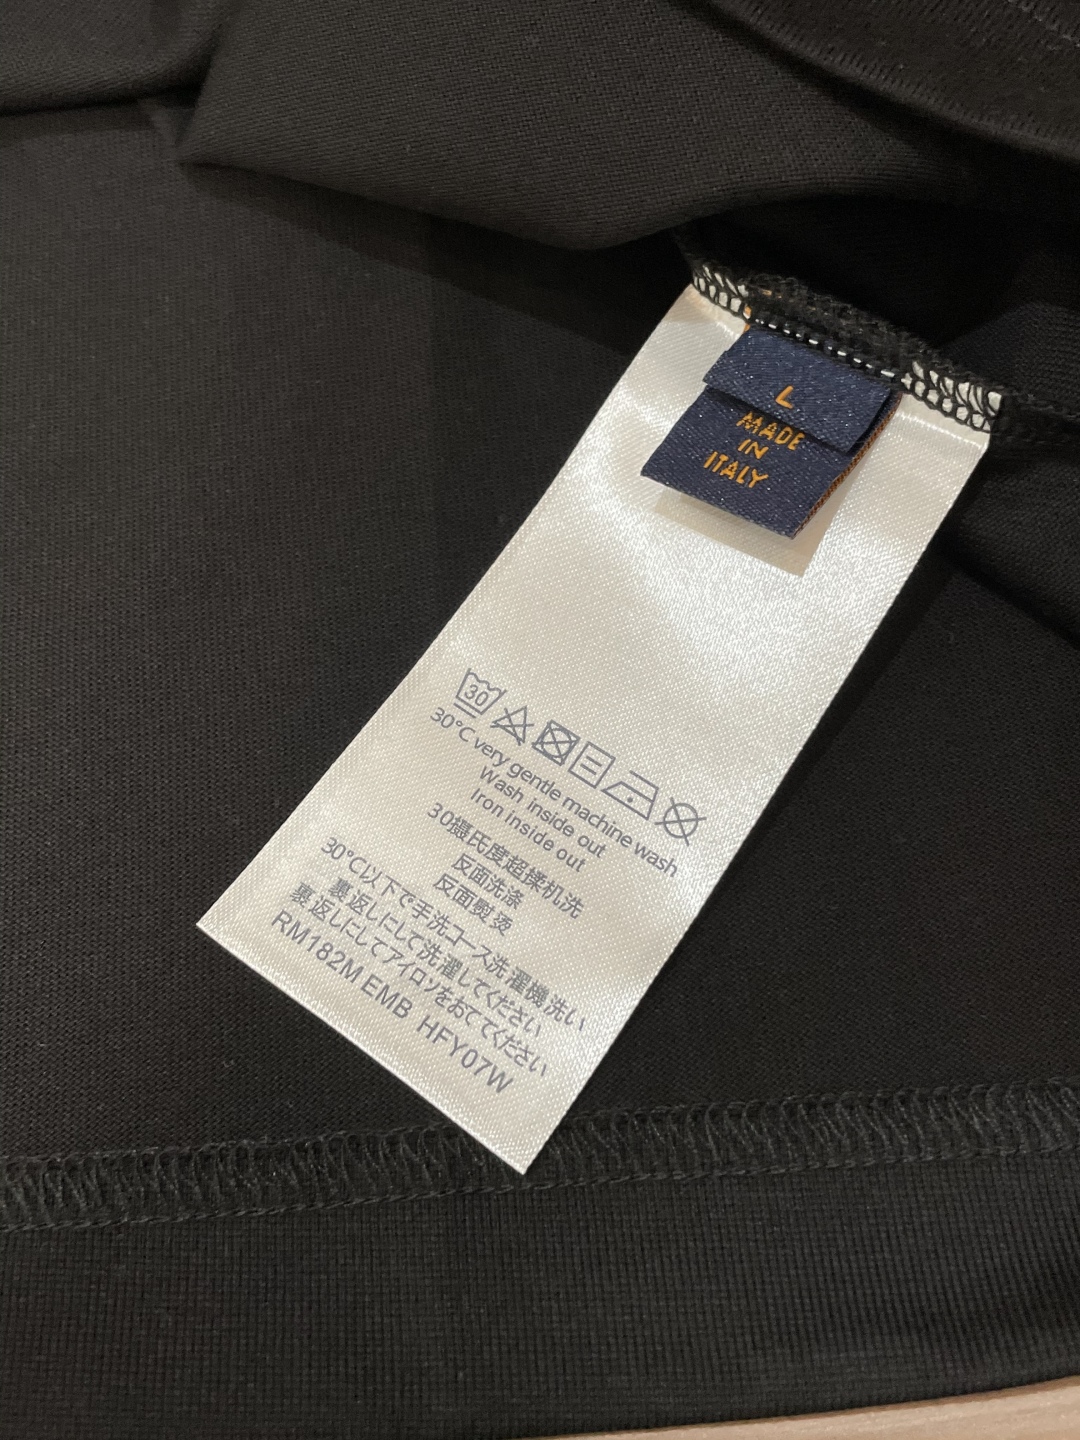 L
MADE
IN
ITALY
30
30°C very gentle machine wash
Wash inside out
Iron inside out
30摄氏度超揉机洗
反面洗涤
反面熨烫
30℃以下で手洗コース洗濯機洗い
裏返しにして洗濯してください
裏返しにしてアイロンをおててください
RM182M EMB HFY07W